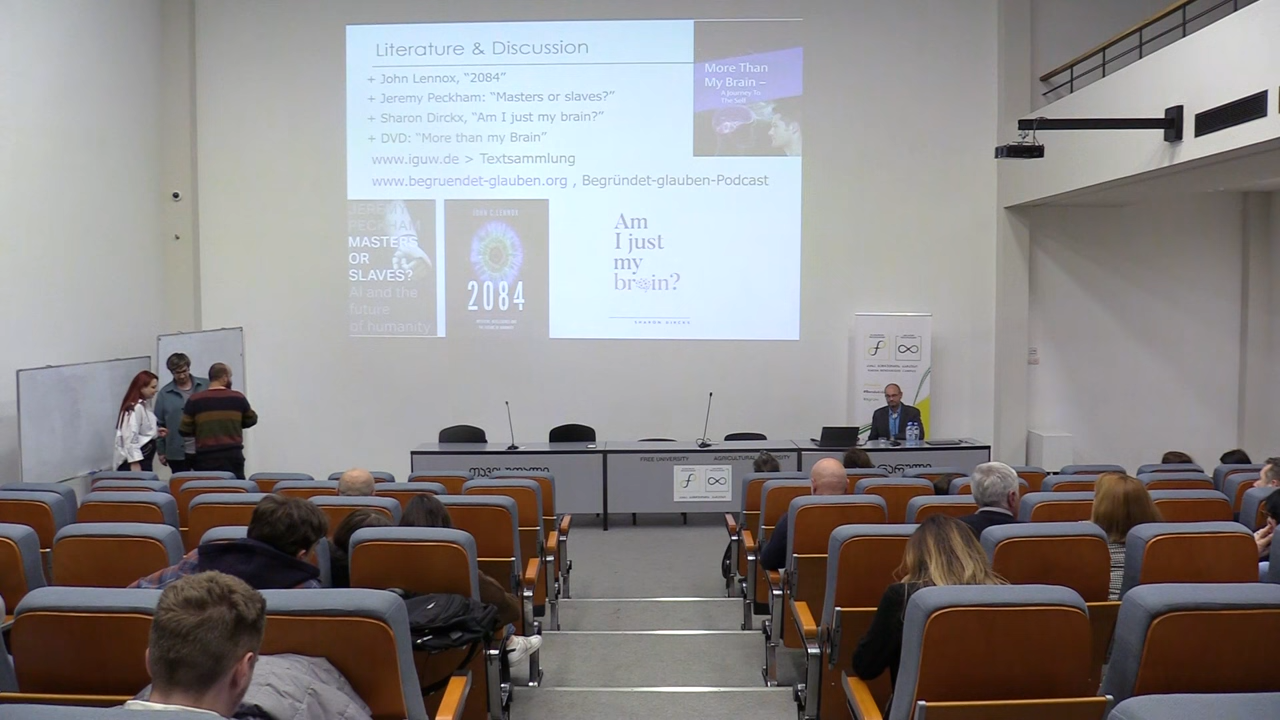 Literature & Discussion
+ John Lennox, “2084”
+ Jeremy Peckham: “Masters or slaves?”
+ Sharon Dirckx, “Am I just my brain?”
+ DVD: “More than my Brain”
www.iguw.de > Textsammlung
www.begruendet-glauben.org , Begründet-glauben-Podcast
More Than
My Brain –
A Journey To
The Self
JEREMY
PECKHAM
MASTERS
OR
SLAVES?
AI and the
future
of humanity
JOHN C. LENNOX
2084
Am
I just
my
brain?
SHARON DIRCKX
FREE UNIVERSITY
AGRICULTURAL UNIVERSITY